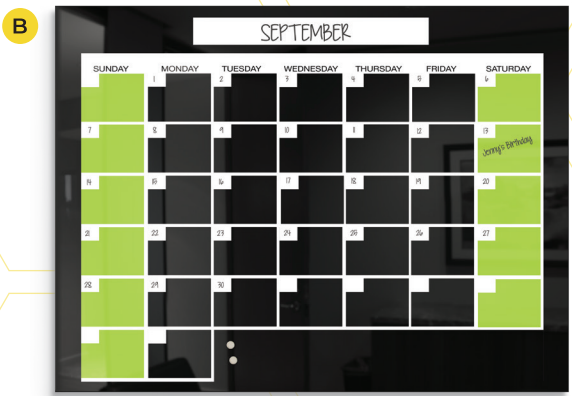 B
SEPTEMBER
SUNDAY MONDAY TUESDAY WEDNESDAY THURSDAY FRIDAY SATURDAY
1 2 3 4 5 6
7 8 9 10 11 12 13
Jenny's Birthday
14 15 16 17 18 19 20
21 22 23 24 25 26 27
28 29 30